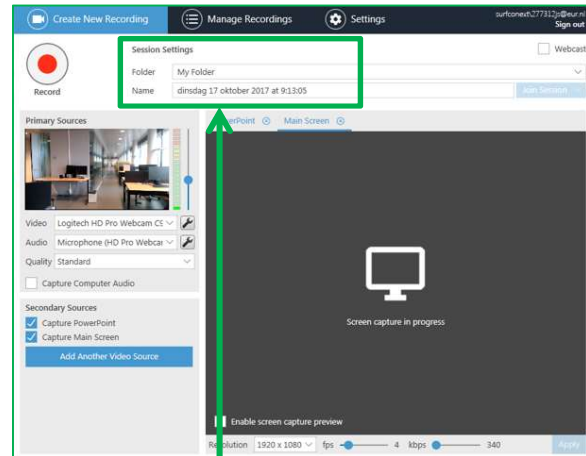 Create New Recording
Manage Recordings
Settings
surfconext\277312js@eur.nl
Sign out
Record
Session Settings
Webcast
Folder
My Folder
Name
dinsdag 17 oktober 2017 at 9:13:05
Join Session
Primary Sources
Video
Logitech HD Pro Webcam C9
Audio
Microphone (HD Pro Webcar
Quality
Standard
Capture Computer Audio
Secondary Sources
Capture PowerPoint
Capture Main Screen
Add Another Video Source
PowerPoint
Main Screen
Screen capture in progress
Enable screen capture preview
Resolution
1920 x 1080
fps
4
kbps
340
Apply